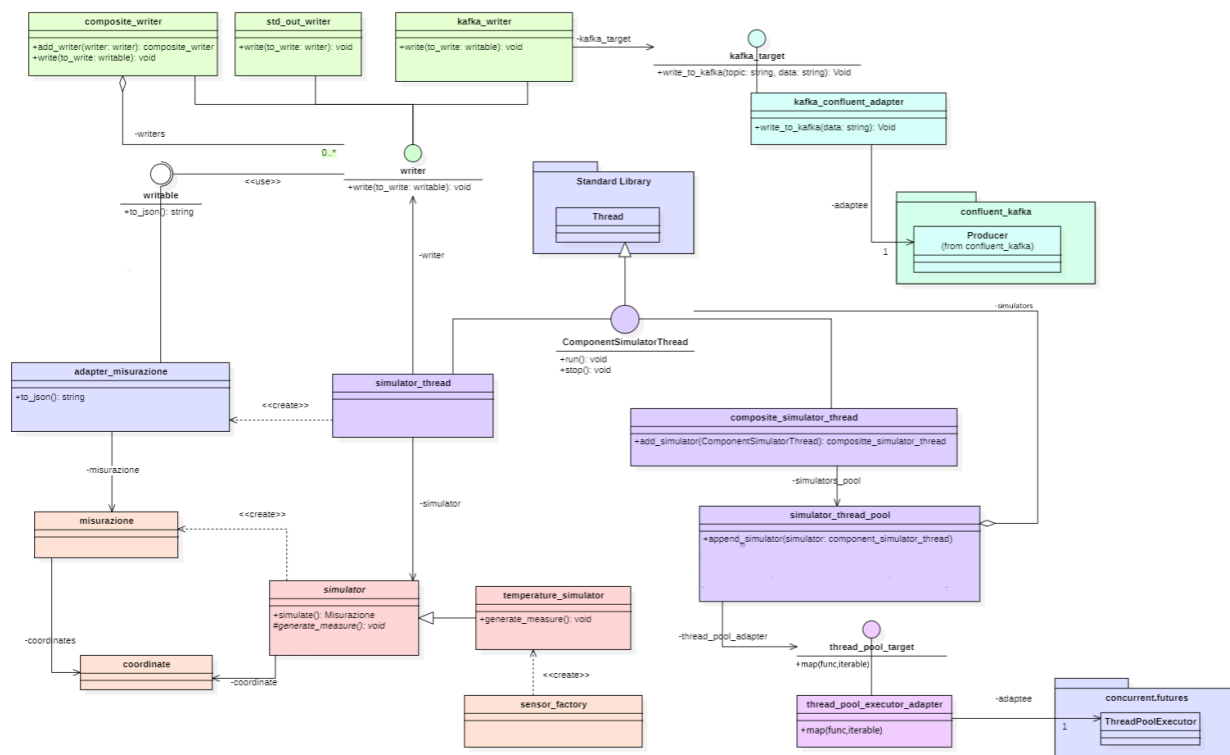 composite_writer
+add_writer(writer: writer): composite_writer
+write(to_write: writable): void
std_out_writer
+write(to_write: writer): void
kafka_writer
+write(to_write: writable): void
-kafka_target
kafka_target
+write_to_kafka(topic: string, data: string): Void
kafka_confluent_adapter
+write_to_kafka(data: string): Void
-writers
0..*
writer
+write(to_write: writable): void
<<use>>
writable
+to_json(): string
Standard Library
Thread
-adaptee
1
confluent_kafka
Producer
(from confluent_kafka)
-writer
-simulators
ComponentSimulatorThread
+run(): void
+stop(): void
adapter_misurazione
+to_json(): string
<<create>>
simulator_thread
composite_simulator_thread
+add_simulator(ComponentSimulatorThread): compositte_simulator_thread
-misurazione
-simulators_pool
-simulator
misurazione
<<create>>
simulator_thread_pool
+append_simulator(simulator: component_simulator_thread)
simulator
+simulate(): Misurazione
#generate_measure(): void
temperature_simulator
+generate_measure(): void
-coordinates
coordinate
-coordinate
<<create>>
sensor_factory
-thread_pool_adapter
thread_pool_target
+map(func,iterable)
thread_pool_executor_adapter
+map(func,iterable)
-adaptee
1
concurrent.futures
ThreadPoolExecutor